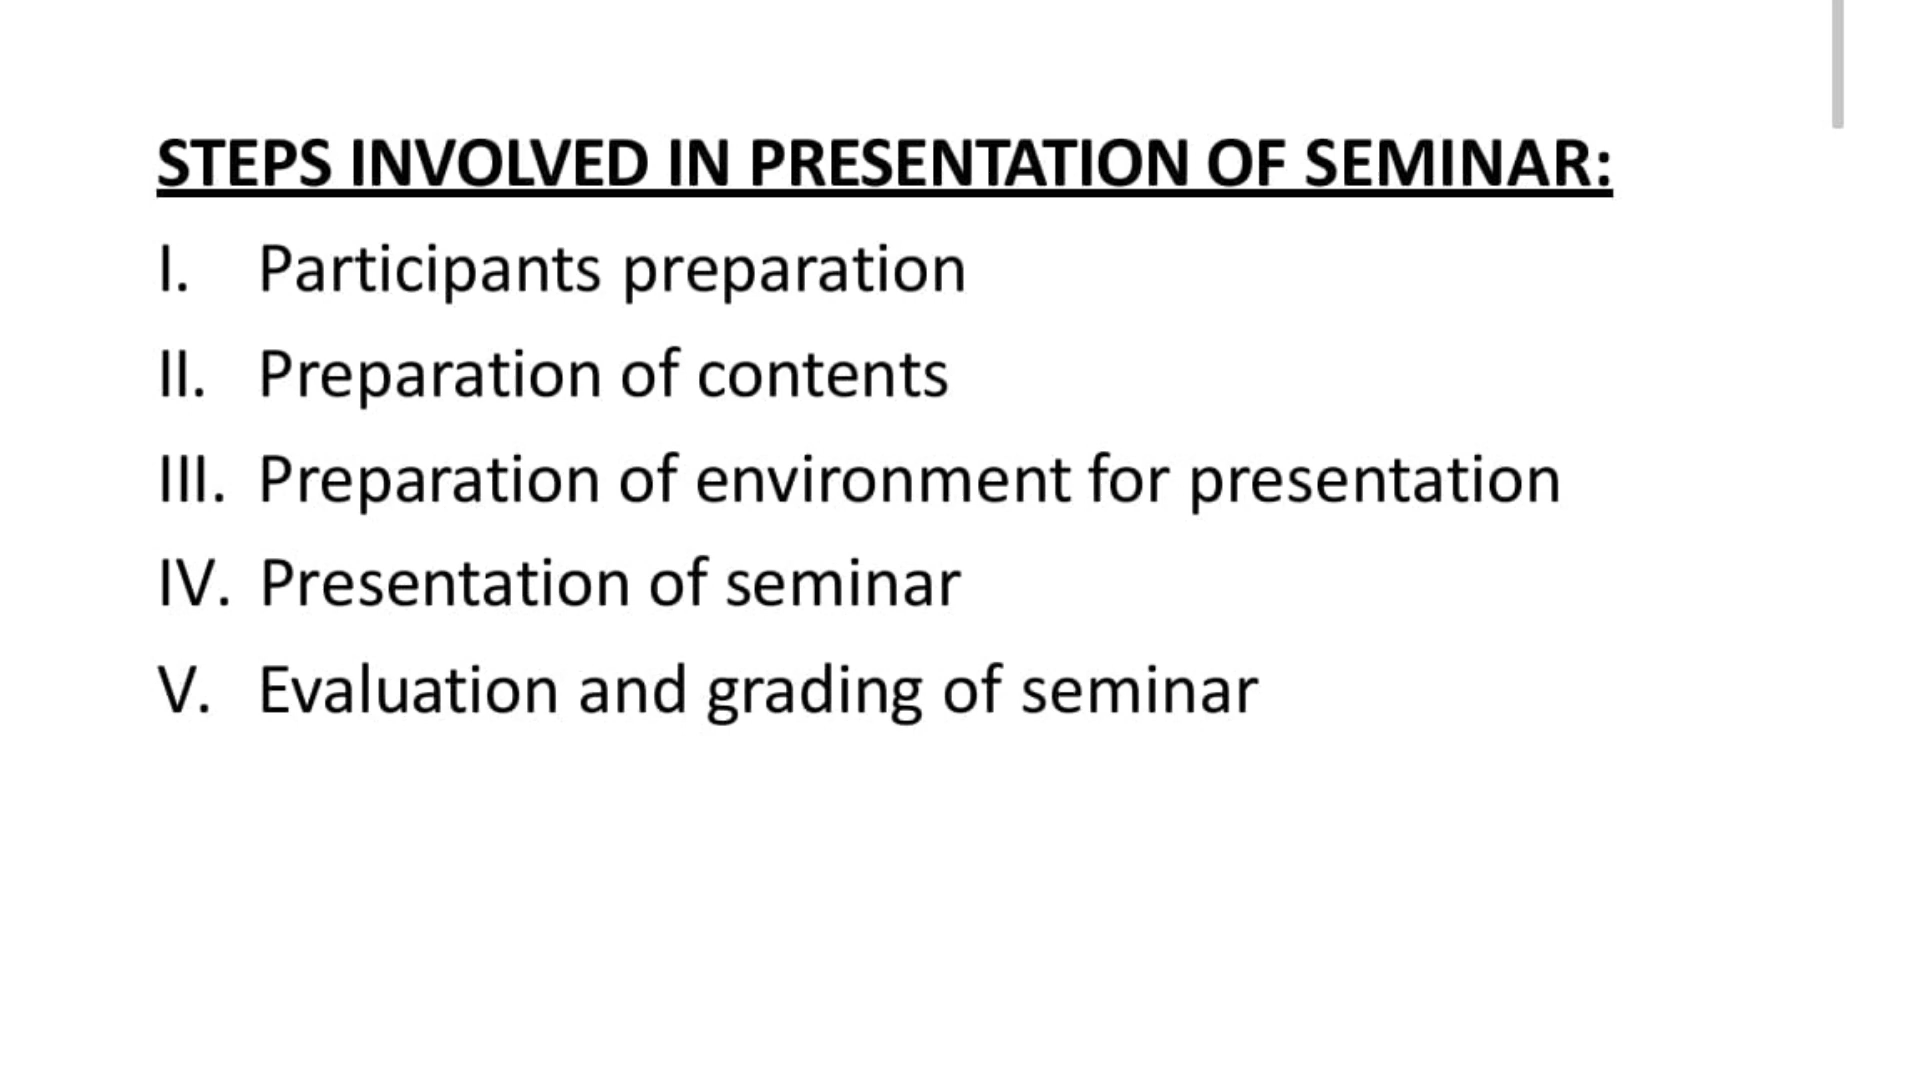 STEPS INVOLVED IN PRESENTATION OF SEMINAR:
I. Participants preparation
II. Preparation of contents
III. Preparation of environment for presentation
IV. Presentation of seminar
V. Evaluation and grading of seminar